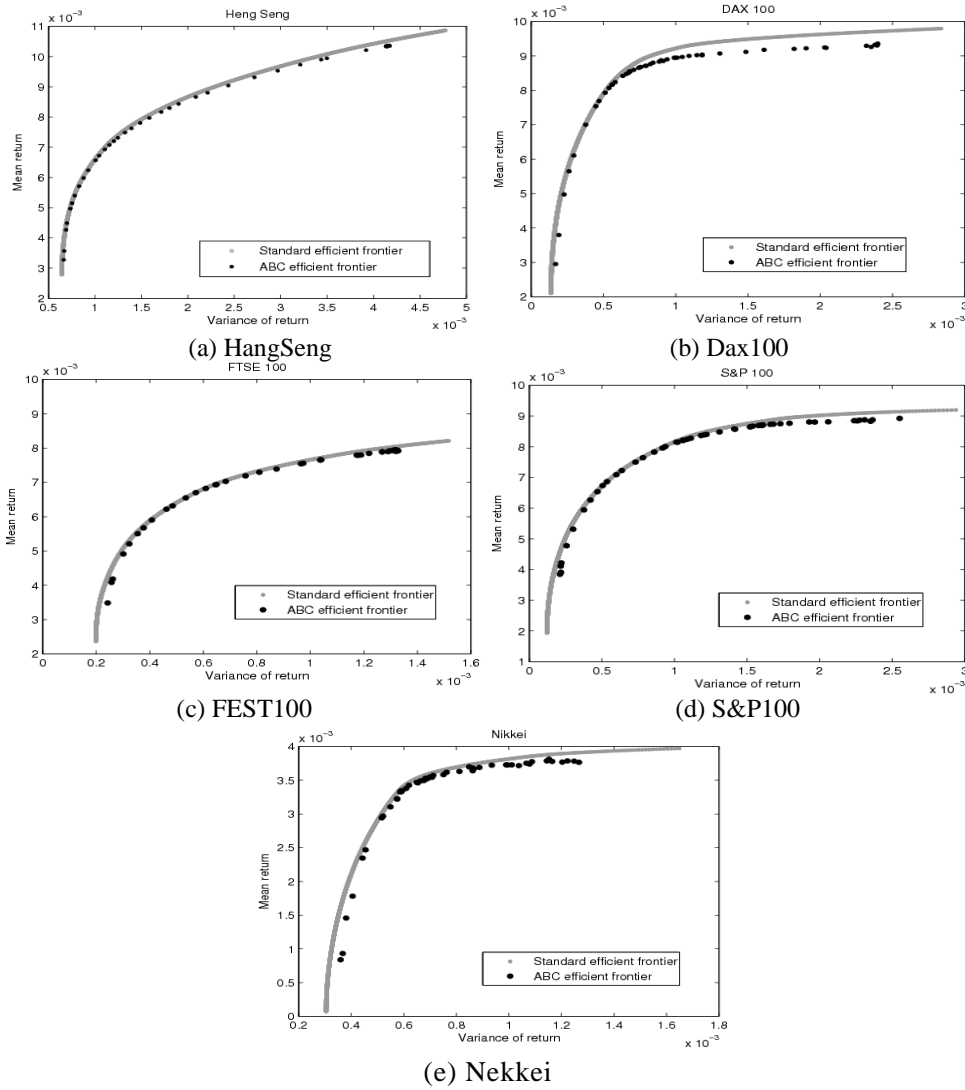 Heng Seng
x 10⁻³
11
10
9
8
7
6
5
4
3
2
Mean return
Standard efficient frontier
ABC efficient frontier
0.5 1 1.5 2 2.5 3 3.5 4 4.5 5
Variance of return
x 10⁻³
(a) HangSeng
DAX 100
x 10⁻³
10
9
8
7
6
5
4
3
2
Mean return
Standard efficient frontier
ABC efficient frontier
0 0.5 1 1.5 2 2.5 3
Variance of return
x 10⁻³
(b) Dax100
FTSE 100
x 10⁻³
10
9
8
7
6
5
4
3
2
Mean return
Standard efficient frontier
ABC efficient frontier
0 0.2 0.4 0.6 0.8 1 1.2 1.4 1.6
Variance of return
x 10⁻³
(c) FEST100
S&P 100
x 10⁻³
10
9
8
7
6
5
4
3
2
1
Mean return
Standard efficient frontier
ABC efficient frontier
0 0.5 1 1.5 2 2.5 3
Variance of return
x 10⁻³
(d) S&P100
Nikkei
x 10⁻³
4
3.5
3
2.5
2
1.5
1
0.5
0
Mean return
Standard efficient frontier
ABC efficient frontier
0.2 0.4 0.6 0.8 1 1.2 1.4 1.6 1.8
Variance of return
x 10⁻³
(e) Nekkei